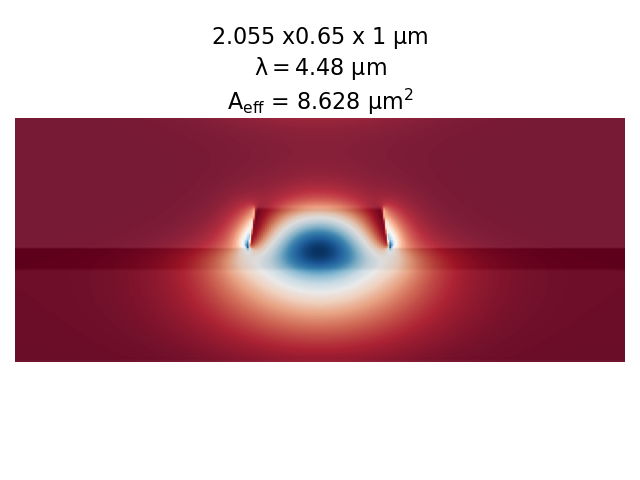 2.055 x0.65 x 1 μm
λ = 4.48 μm
A_eff = 8.628 μm²